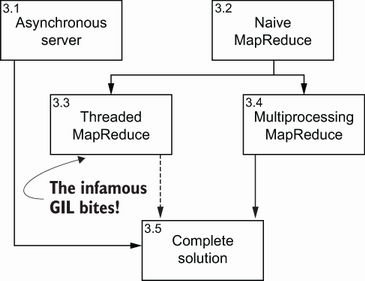 3.1
Asynchronous
server
3.2
Naive
MapReduce
3.3
Threaded
MapReduce
3.4
Multiprocessing
MapReduce
The infamous
GIL bites!
3.5
Complete
solution